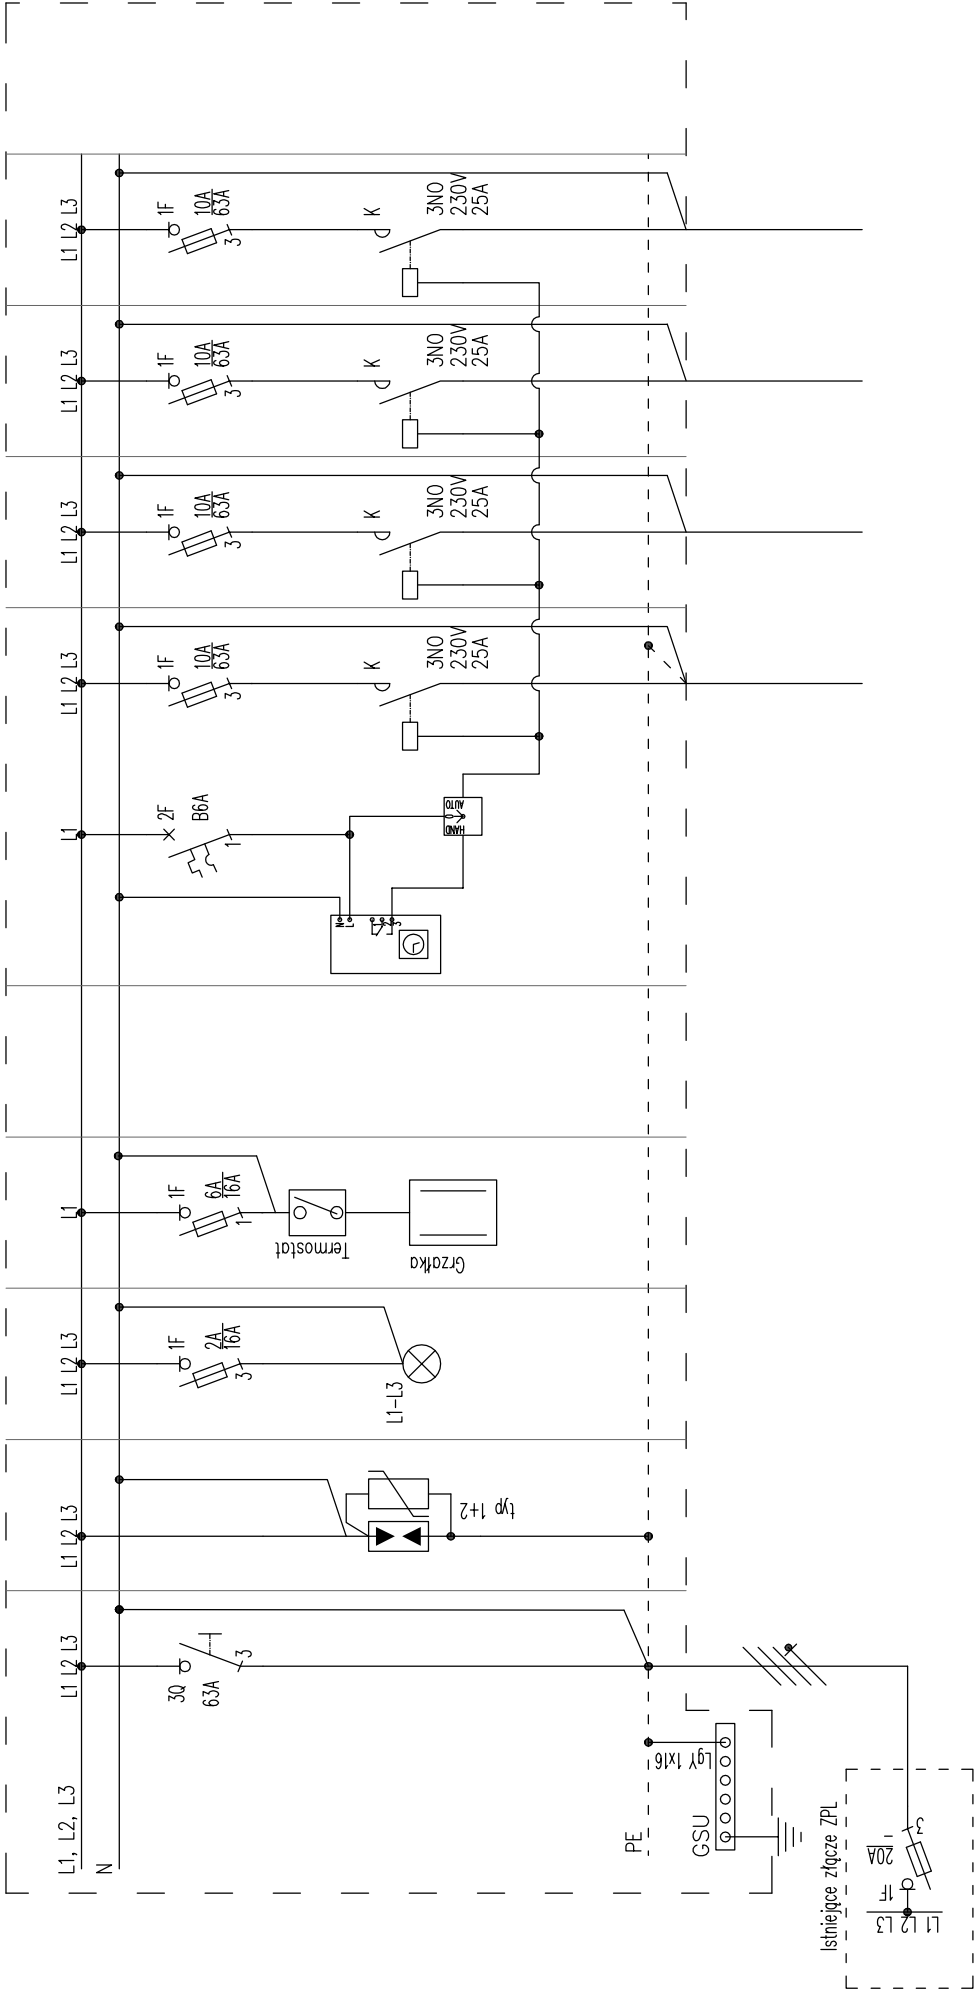 L1, L2, L3
N
PE
GSU
LgY 1x16
L1 L2 L3
3Q
63A
3
L1 L2 L3
typ 1+2
L1 L2 L3
1F
2A
16A
3
L1-L3
L1
1F
6A
16A
1
Termostat
Grzałka
L1
2F
B6A
1
N
L
1
2
3
HAND
0
AUTO
L1 L2 L3
1F
10A
63A
3
K
3NO
230V
25A
L1 L2 L3
1F
10A
63A
3
K
3NO
230V
25A
L1 L2 L3
1F
10A
63A
3
K
3NO
230V
25A
L1 L2 L3
1F
10A
63A
3
K
3NO
230V
25A
Istniejące złącze ZPL
L1 L2 L3
1F
20A
-
3